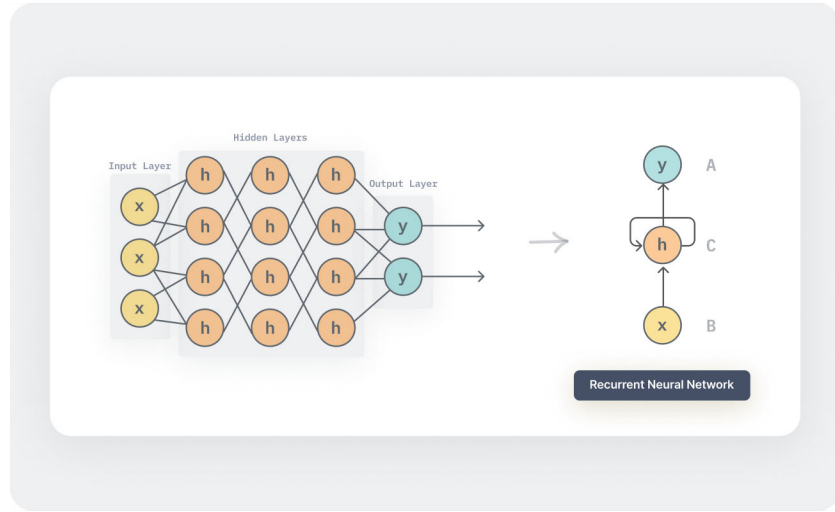 Hidden Layers
Input Layer
Output Layer
x
x
x
h h h
h h h
h h h
h h h
y
y
y A
h C
x B
Recurrent Neural Network